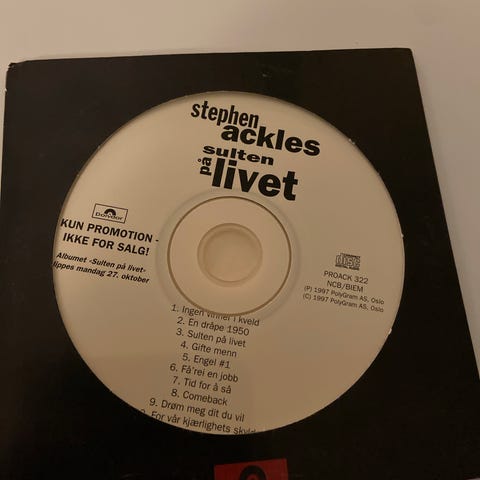 stephen
ackles
sulten
på
livet
Polydor
KUN PROMOTION -
IKKE FOR SALG!
Albumet «Sulten på livet»
lippes mandag 27. oktober
PROACK 322
NCB/BIEM
(P) 1997 PolyGram AS, Oslo
(C) 1997 PolyGram AS, Oslo
1. Ingen vinner i kveld
2. En dråpe 1950
3. Sulten på livet
4. Gifte menn
5. Engel #1
6. Få'rei en jobb
7. Tid for å så
8. Comeback
9. Drøm meg dit du vil
0. For vår kjærlighets skyld